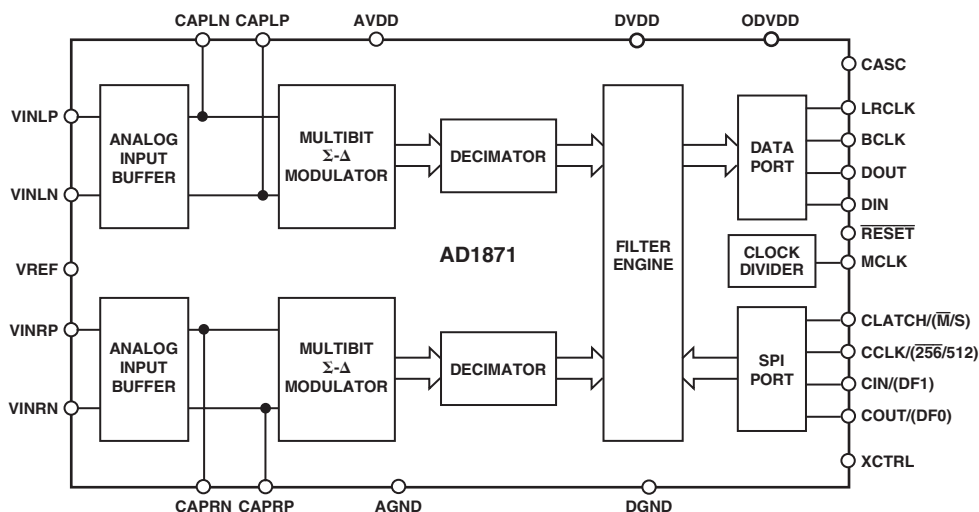 CAPLN CAPLP AVDD DVDD ODVDD
CASC
VINLP
LRCLK
ANALOG
INPUT
BUFFER
MULTIBIT
Σ-Δ
MODULATOR
DECIMATOR
DATA
PORT
BCLK
DOUT
VINLN
DIN
RESET
AD1871
FILTER
ENGINE
CLOCK
DIVIDER
VREF
MCLK
VINRP
CLATCH/(M/S)
ANALOG
INPUT
BUFFER
MULTIBIT
Σ-Δ
MODULATOR
DECIMATOR
SPI
PORT
CCLK/(256/512)
CIN/(DF1)
VINRN
COUT/(DF0)
XCTRL
CAPRN CAPRP AGND DGND